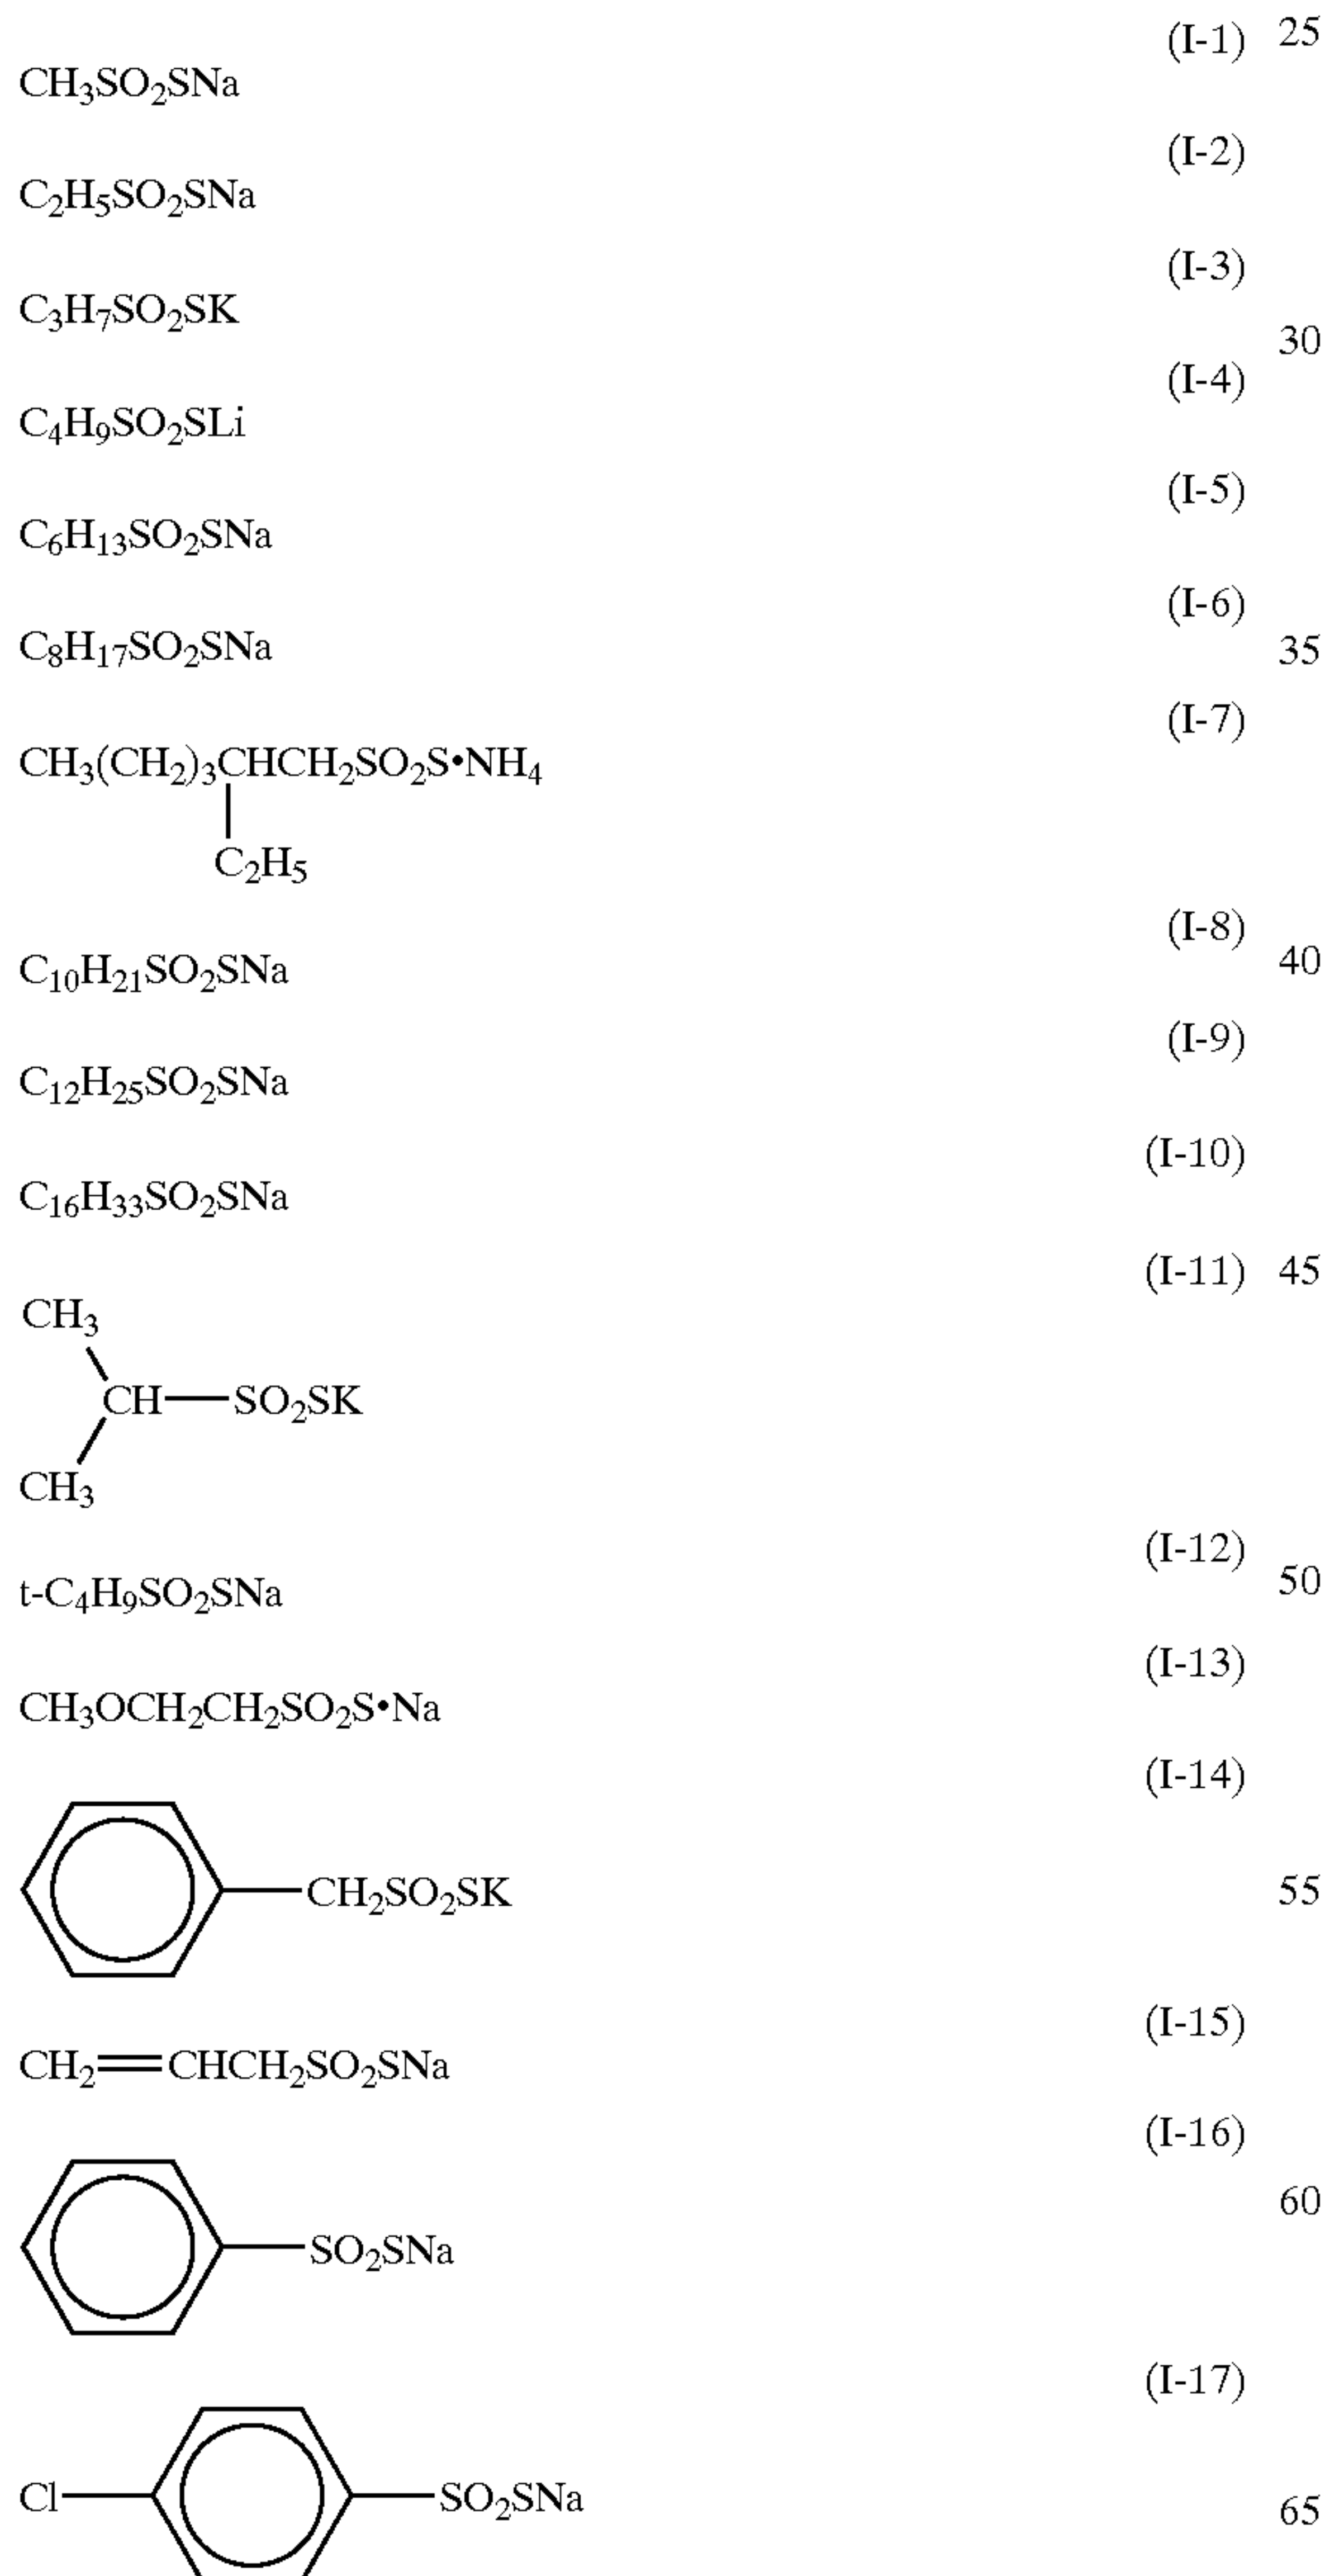 (I-1) 25
CH3SO2SNa
(I-2)
C2H5SO2SNa
(I-3)
C3H7SO2SK
30
(I-4)
C4H9SO2SLi
(I-5)
C6H13SO2SNa
(I-6)
C8H17SO2SNa 35
(I-7)
CH3(CH2)3CHCH2SO2S•NH4
C2H5
(I-8)
C10H21SO2SNa 40
(I-9)
C12H25SO2SNa
(I-10)
C16H33SO2SNa
(I-11) 45
CH3
CH—SO2SK
CH3
(I-12)
t-C4H9SO2SNa 50
(I-13)
CH3OCH2CH2SO2S•Na
(I-14)
CH2SO2SK 55
(I-15)
CH2=CHCH2SO2SNa
(I-16)
60
SO2SNa
(I-17)
Cl SO2SNa 65